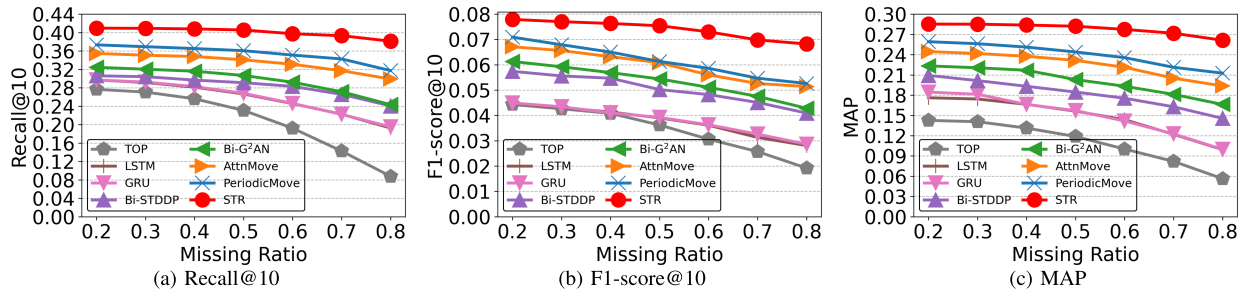 Recall@10
0.44
0.40
0.36
0.32
0.28
0.24
0.20
0.16
0.12
0.08
0.04
0.00
TOP
LSTM
GRU
Bi-STDDP
Bi-G²AN
AttnMove
PeriodicMove
STR
0.2 0.3 0.4 0.5 0.6 0.7 0.8
Missing Ratio
(a) Recall@10
F1-score@10
0.08
0.07
0.06
0.05
0.04
0.03
0.02
0.01
0.00
TOP
LSTM
GRU
Bi-STDDP
Bi-G²AN
AttnMove
PeriodicMove
STR
0.2 0.3 0.4 0.5 0.6 0.7 0.8
Missing Ratio
(b) F1-score@10
MAP
0.30
0.27
0.24
0.21
0.18
0.15
0.12
0.09
0.06
0.03
0.00
TOP
LSTM
GRU
Bi-STDDP
Bi-G²AN
AttnMove
PeriodicMove
STR
0.2 0.3 0.4 0.5 0.6 0.7 0.8
Missing Ratio
(c) MAP